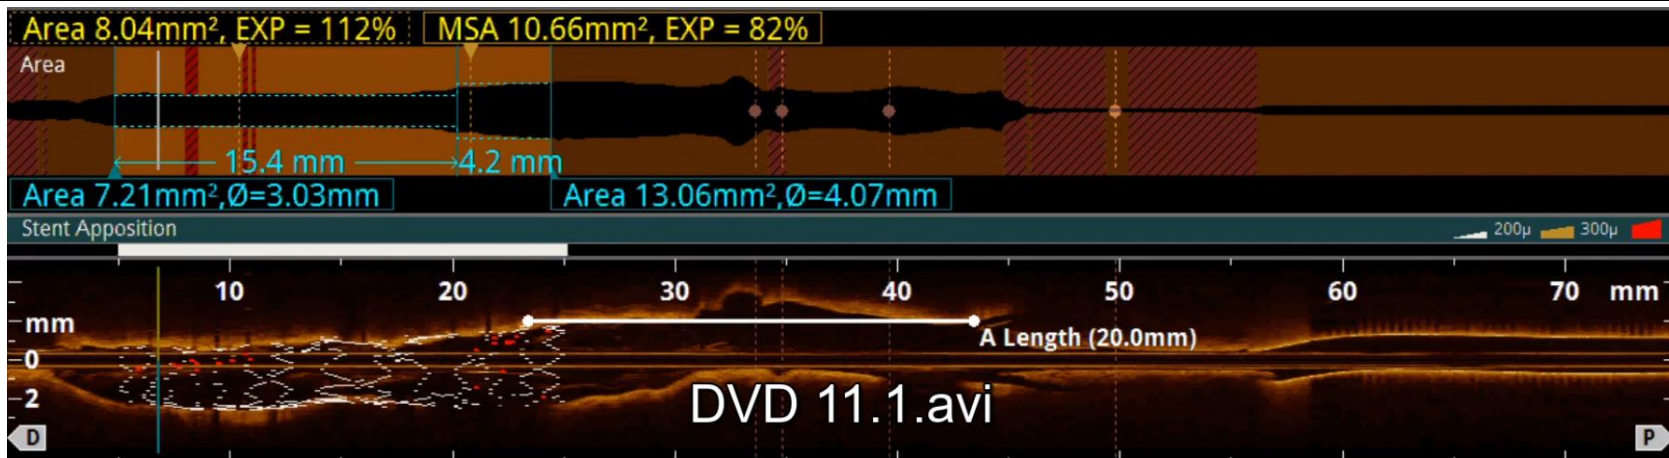 Area 8.04mm², EXP = 112%
MSA 10.66mm², EXP = 82%
Area
15.4 mm
4.2 mm
Area 7.21mm²,Ø=3.03mm
Area 13.06mm²,Ø=4.07mm
Stent Apposition
200µ
300µ
10 20 30 40 50 60 70 mm
mm
A Length (20.0mm)
0
2
DVD 11.1.avi
D
P